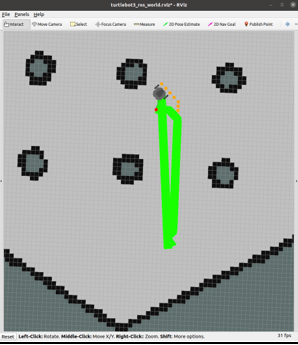 turtlebot3_ros_world.rviz* - RViz
File Panels Help
Interact Move Camera Select Focus Camera Measure 2D Pose Estimate 2D Nav Goal Publish Point
Reset Left-Click: Rotate. Middle-Click: Move X/Y. Right-Click: Zoom. Shift: More options. 31 fps